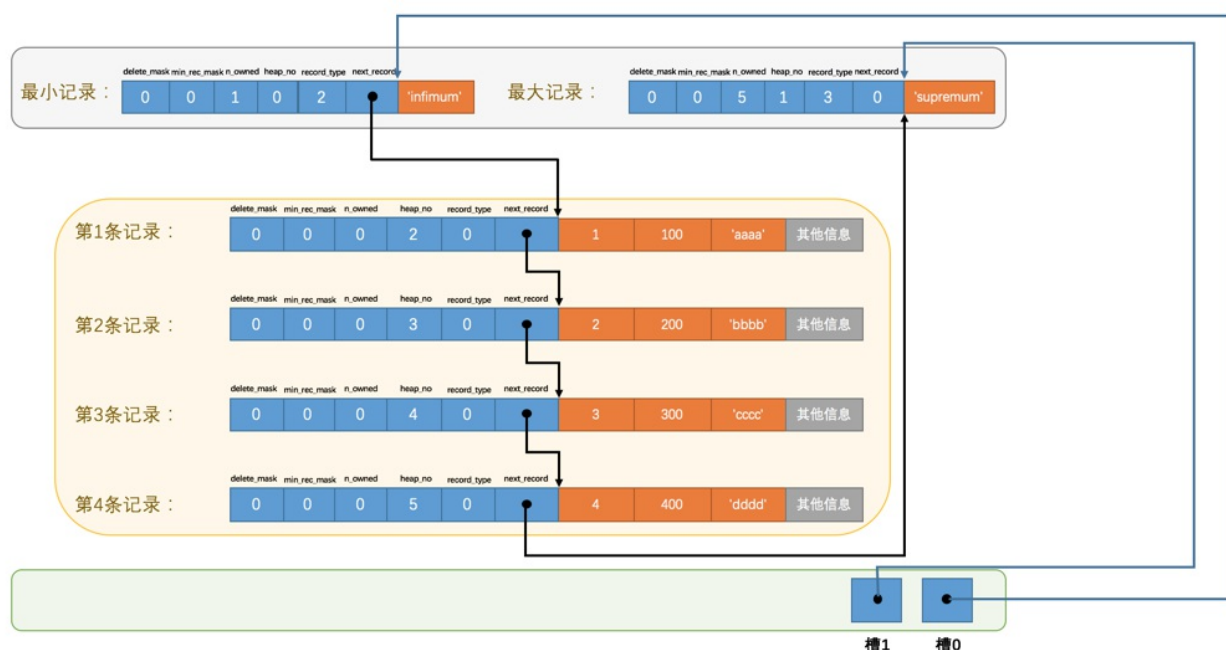 delete_mask min_rec_mask n_owned heap_no record_type next_record
最小记录： 0 0 1 0 2 'infimum'
delete_mask min_rec_mask n_owned heap_no record_type next_record
最大记录： 0 0 5 1 3 0 'supremum'
delete_mask min_rec_mask n_owned heap_no record_type next_record
第1条记录： 0 0 0 2 0 1 100 'aaaa' 其他信息
delete_mask min_rec_mask n_owned heap_no record_type next_record
第2条记录： 0 0 0 3 0 2 200 'bbbb' 其他信息
delete_mask min_rec_mask n_owned heap_no record_type next_record
第3条记录： 0 0 0 4 0 3 300 'cccc' 其他信息
delete_mask min_rec_mask n_owned heap_no record_type next_record
第4条记录： 0 0 0 5 0 4 400 'dddd' 其他信息
槽1 槽0